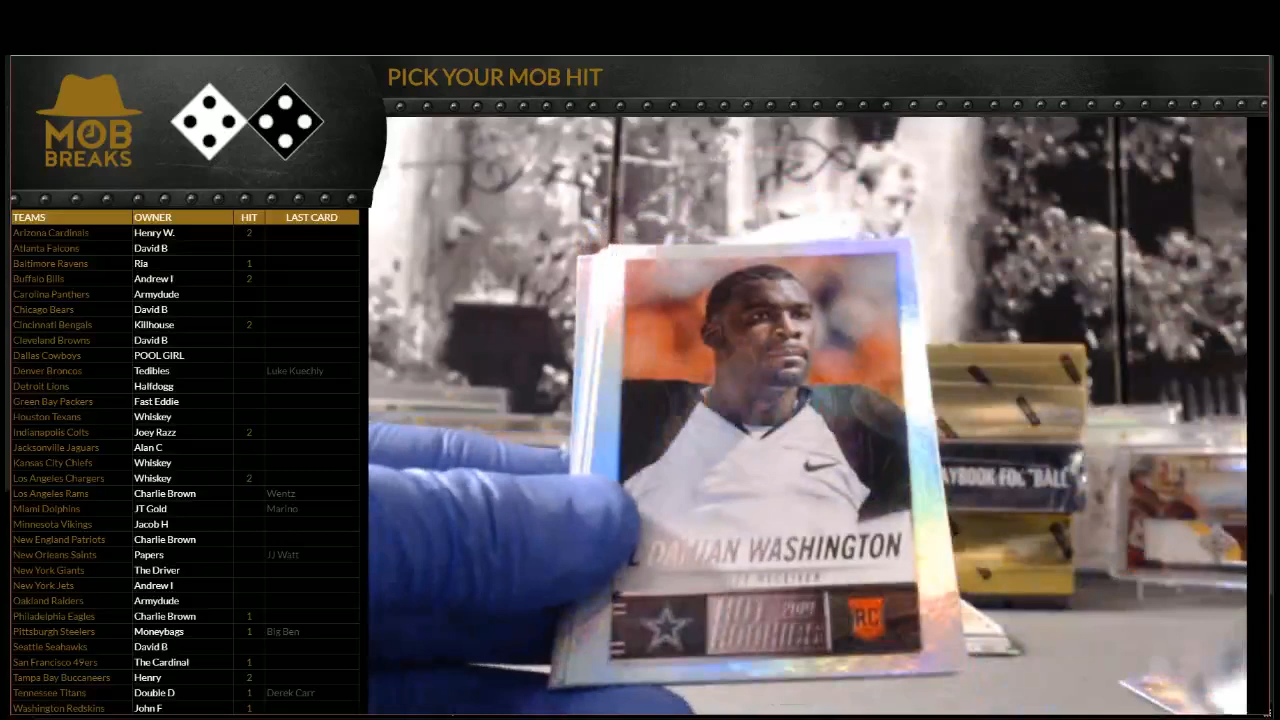 PICK YOUR MOB HIT
MOB
BREAKS
TEAMS OWNER HIT LAST CARD
Arizona Cardinals Henry W. 2
Atlanta Falcons David B
Baltimore Ravens Ria 1
Buffalo Bills Andrew I 2
Carolina Panthers Armydude
Chicago Bears David B
Cincinnati Bengals Killhouse 2
Cleveland Browns David B
Dallas Cowboys POOL GIRL
Denver Broncos Tedibles Luke Kuechly
Detroit Lions Halfdogg
Green Bay Packers Fast Eddie
Houston Texans Whiskey
Indianapolis Colts Joey Razz 2
Jacksonville Jaguars Alan C
Kansas City Chiefs Whiskey
Los Angeles Chargers Whiskey 2
Los Angeles Rams Charlie Brown Wentz
Miami Dolphins JT Gold Marino
Minnesota Vikings Jacob H
New England Patriots Charlie Brown
New Orleans Saints Papers JJ Watt
New York Giants The Driver
New York Jets Andrew I
Oakland Raiders Armydude
Philadelphia Eagles Charlie Brown 1
Pittsburgh Steelers Moneybags 1 Big Ben
Seattle Seahawks David B
San Francisco 49ers The Cardinal 1
Tampa Bay Buccaneers Henry 2
Tennessee Titans Double D 1 Derek Carr
Washington Redskins John F 1
WASHINGTON
RC